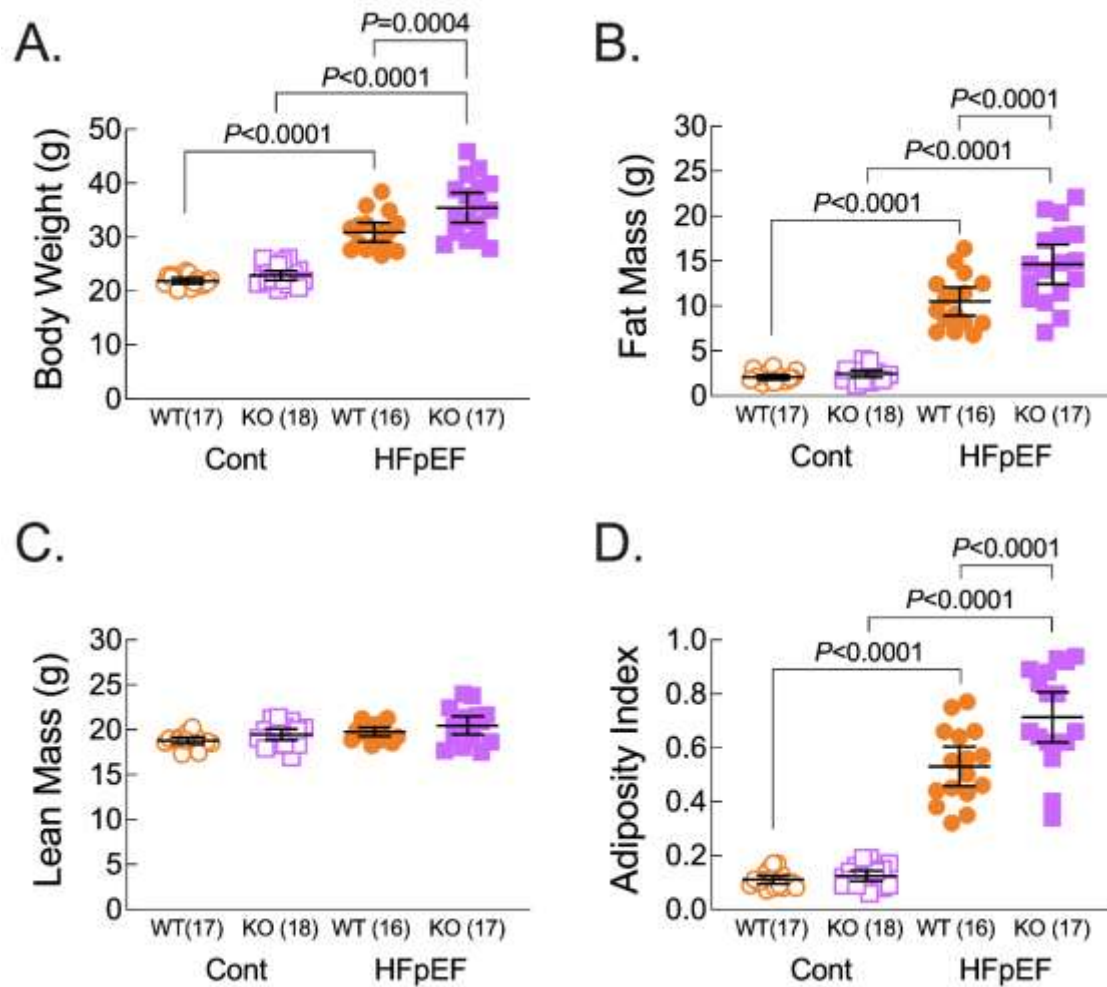 A.
P=0.0004
P<0.0001
P<0.0001
Body Weight (g)
50
40
30
20
10
0
WT(17) KO (18) WT (16) KO (17)
Cont HFpEF
B.
P<0.0001
P<0.0001
P<0.0001
Fat Mass (g)
30
25
20
15
10
5
0
WT(17) KO (18) WT (16) KO (17)
Cont HFpEF
C.
Lean Mass (g)
30
25
20
15
10
5
0
WT(17) KO (18) WT (16) KO (17)
Cont HFpEF
D.
P<0.0001
P<0.0001
P<0.0001
Adiposity Index
1.0
0.8
0.6
0.4
0.2
0.0
WT(17) KO (18) WT (16) KO (17)
Cont HFpEF